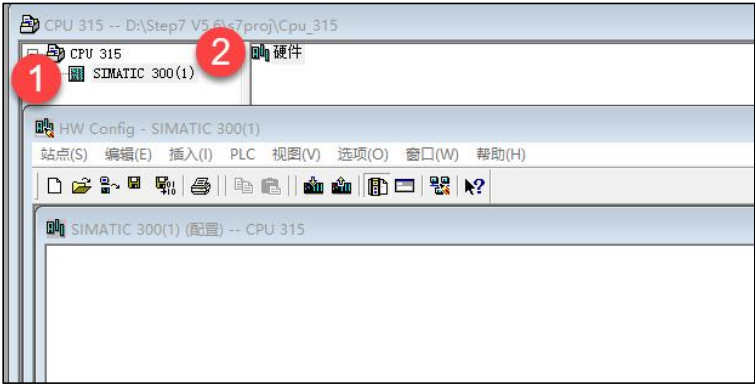 CPU 315 -- D:\Step7 V5.6\s7proj\Cpu_315
CPU 315
2
硬件
1
SIMATIC 300(1)
HW Config - SIMATIC 300(1)
站点(S) 编辑(E) 插入(I) PLC 视图(V) 选项(O) 窗口(W) 帮助(H)
SIMATIC 300(1) (配置) -- CPU 315